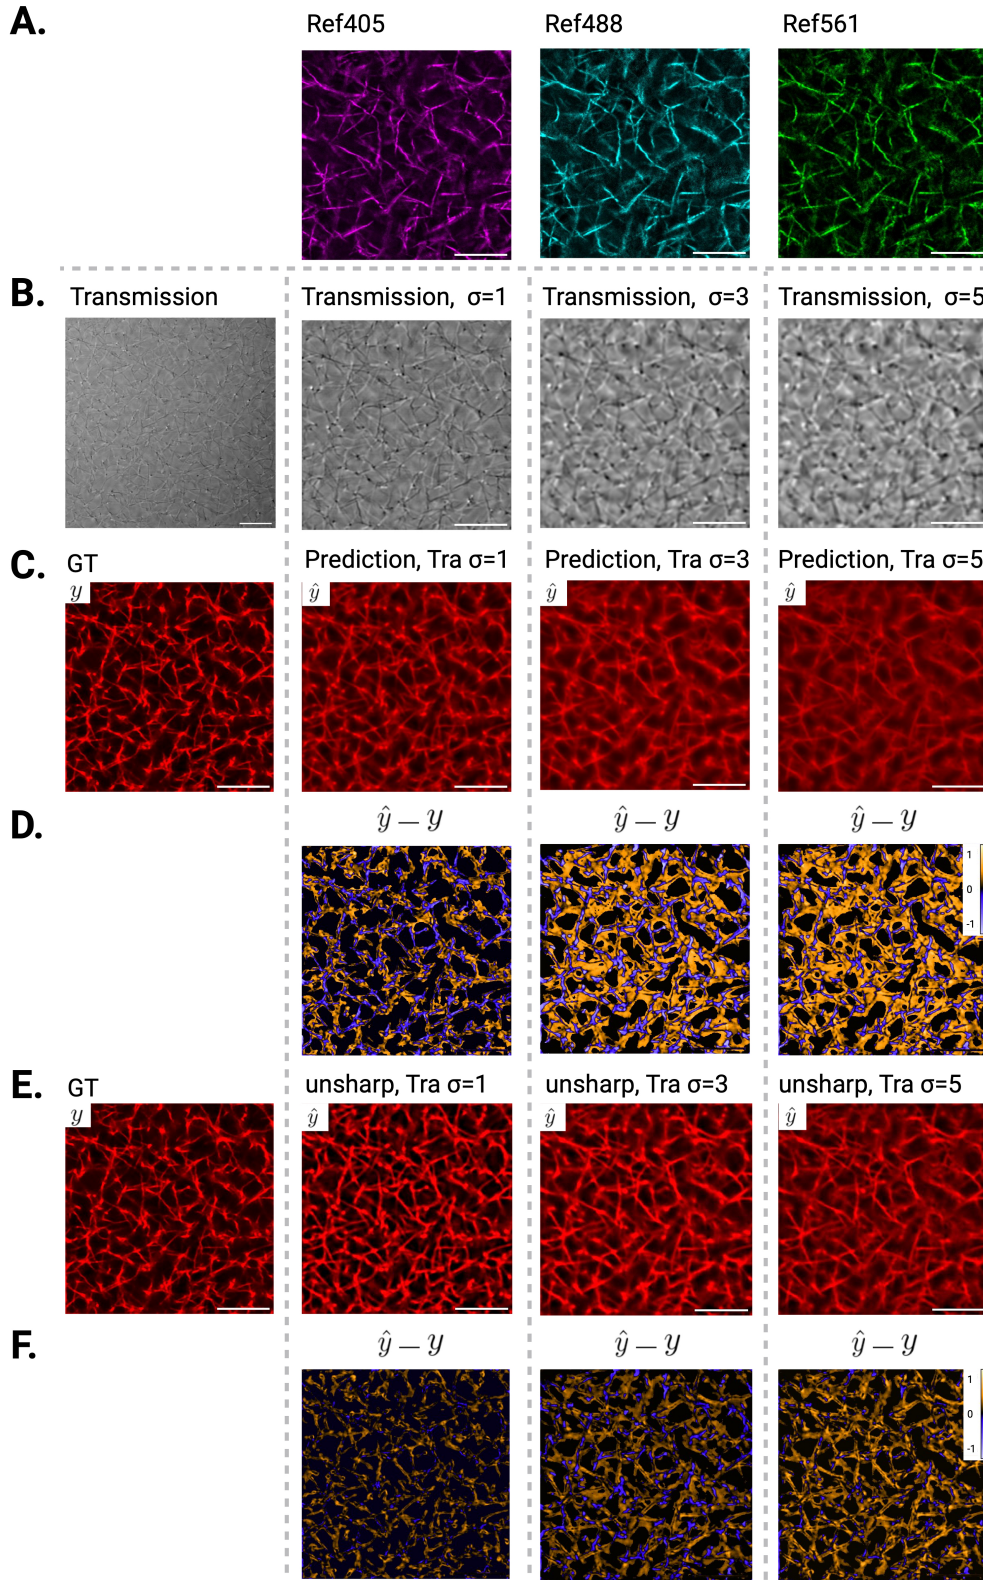 A.
Ref405 Ref488 Ref561
B.
Transmission Transmission, σ=1 Transmission, σ=3 Transmission, σ=5
C.
GT Prediction, Tra σ=1 Prediction, Tra σ=3 Prediction, Tra σ=5
y ŷ ŷ ŷ
D.
ŷ – y ŷ – y ŷ – y
1
0
-1
E.
GT unsharp, Tra σ=1 unsharp, Tra σ=3 unsharp, Tra σ=5
y ŷ ŷ ŷ
F.
ŷ – y ŷ – y ŷ – y
1
0
-1